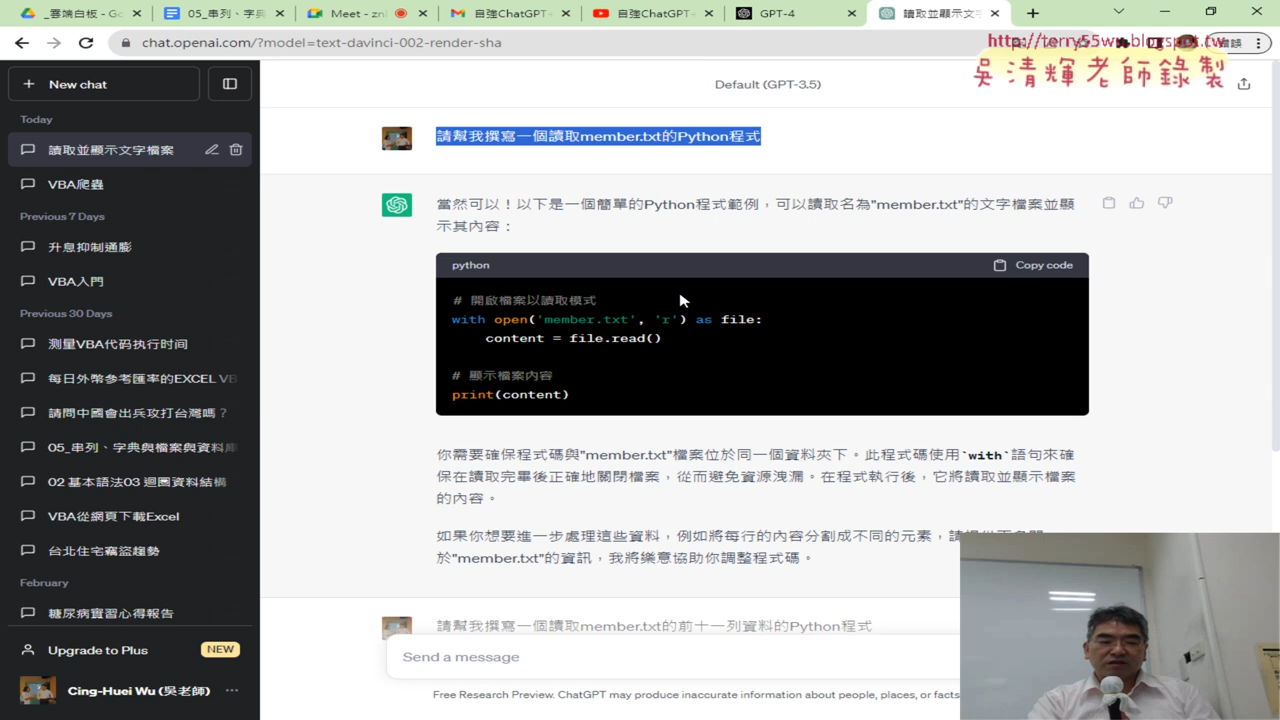 _雲端白板 - Go
05_串列、字典
Meet - znl
自強ChatGPT+
自強ChatGPT+
GPT-4
讀取並顯示文字
chat.openai.com/?model=text-davinci-002-render-sha
http://terry55wu.blogspot.tw
吳清輝老師錄製
New chat
Default (GPT-3.5)
Today
讀取並顯示文字檔案
VBA爬蟲
Previous 7 Days
升息抑制通膨
VBA入門
Previous 30 Days
測量VBA代码执行时间
每日外幣參考匯率的EXCEL VB
請問中國會出兵攻打台灣嗎？
05_串列、字典與檔案與資料庫
02 基本語法03 迴圈資料結構
VBA從網頁下載Excel
台北住宅竊盜趨勢
February
糖尿病實習心得報告
Upgrade to Plus
NEW
Cing-Huei Wu (吳老師)
請幫我撰寫一個讀取member.txt的Python程式
當然可以！以下是一個簡單的Python程式範例，可以讀取名為"member.txt"的文字檔案並顯
示其內容：
python
Copy code
# 開啟檔案以讀取模式
with open('member.txt', 'r') as file:
content = file.read()
# 顯示檔案內容
print(content)
你需要確保程式碼與"member.txt"檔案位於同一個資料夾下。此程式碼使用`with`語句來確
保在讀取完畢後正確地關閉檔案，從而避免資源洩漏。在程式執行後，它將讀取並顯示檔案
的內容。
如果你想要進一步處理這些資料，例如將每行的內容分割成不同的元素，請
於"member.txt"的資訊，我將樂意協助你調整程式碼。
請幫我撰寫一個讀取member.txt的前十一列資料的Python程式
Send a message
Free Research Preview. ChatGPT may produce inaccurate information about people, places, or facts